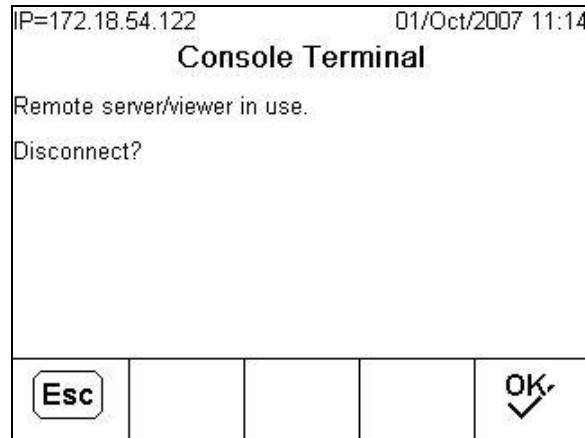 IP=172.18.54.122 01/Oct/2007 11:14
Console Terminal
Remote server/viewer in use.
Disconnect?
Esc OK